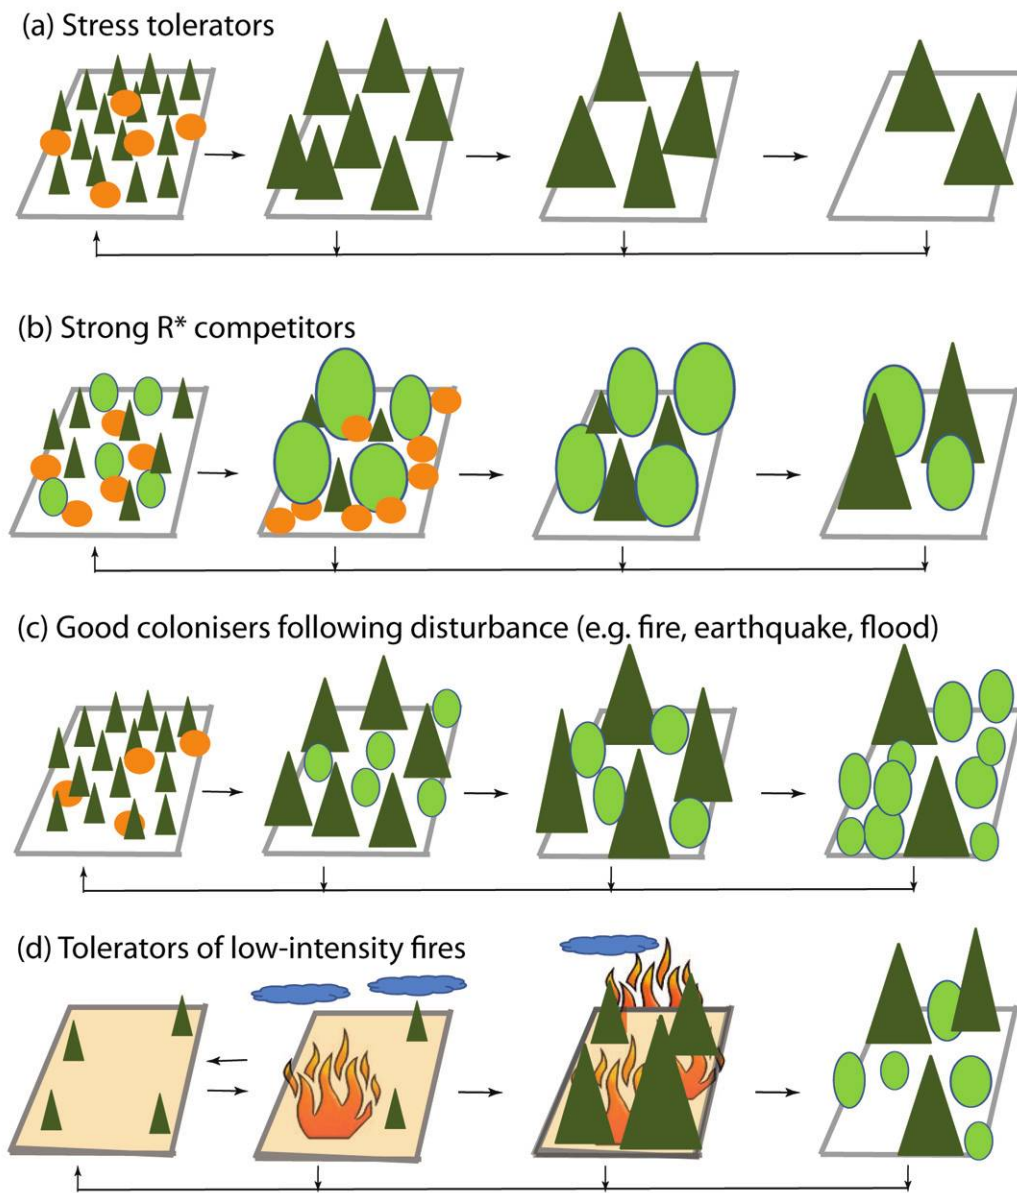 (a) Stress tolerators
(b) Strong R* competitors
(c) Good colonisers following disturbance (e.g. fire, earthquake, flood)
(d) Tolerators of low-intensity fires